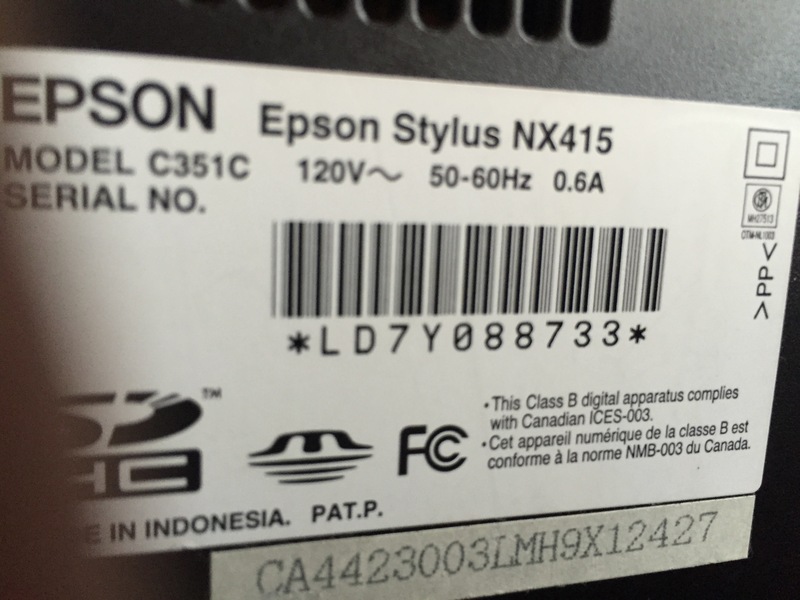 EPSON Epson Stylus NX415
MODEL C351C 120V～ 50-60Hz 0.6A
SERIAL NO.
*LD7Y088733*
>PP<
TM
FC
•This Class B digital apparatus complies
with Canadian ICES-003.
•Cet appareil numérique de la classe B est
conforme à la norme NMB-003 du Canada.
IN INDONESIA. PAT.P.
CA4423003LMH9X12427